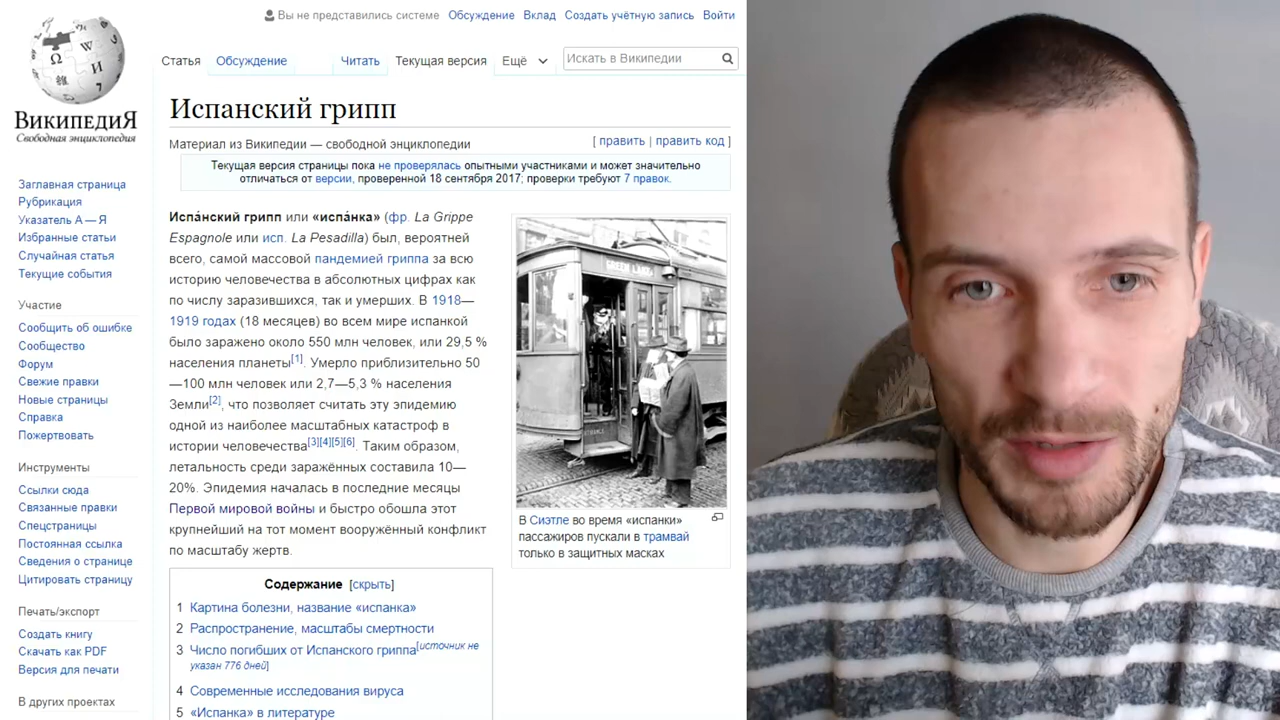 Вы не представились системе Обсуждение Вклад Создать учётную запись Войти
Статья Обсуждение Читать Текущая версия Ещё Искать в Википедии
ВИКИПЕДИЯ
Свободная энциклопедия
Заглавная страница
Рубрикация
Указатель А — Я
Избранные статьи
Случайная статья
Текущие события
Участие
Сообщить об ошибке
Сообщество
Форум
Свежие правки
Новые страницы
Справка
Пожертвовать
Инструменты
Ссылки сюда
Связанные правки
Спецстраницы
Постоянная ссылка
Сведения о странице
Цитировать страницу
Печать/экспорт
Создать книгу
Скачать как PDF
Версия для печати
В других проектах
Испанский грипп
Материал из Википедии — свободной энциклопедии [ править | править код ]
Текущая версия страницы пока не проверялась опытными участниками и может значительно
отличаться от версии, проверенной 18 сентября 2017; проверки требуют 7 правок.
Испа́нский грипп или «испа́нка» (фр. La Grippe
Espagnole или исп. La Pesadilla) был, вероятней
всего, самой массовой пандемией гриппа за всю
историю человечества в абсолютных цифрах как
по числу заразившихся, так и умерших. В 1918—
1919 годах (18 месяцев) во всем мире испанкой
было заражено около 550 млн человек, или 29,5 %
населения планеты[1]. Умерло приблизительно 50
—100 млн человек или 2,7—5,3 % населения
Земли[2], что позволяет считать эту эпидемию
одной из наиболее масштабных катастроф в
истории человечества[3][4][5][6]. Таким образом,
летальность среди заражённых составила 10—
20%. Эпидемия началась в последние месяцы
Первой мировой войны и быстро обошла этот
крупнейший на тот момент вооружённый конфликт
по масштабу жертв.
GREEN LAKE
В Сиэтле во время «испанки»
пассажиров пускали в трамвай
только в защитных масках
Содержание [скрыть]
1 Картина болезни, название «испанка»
2 Распространение, масштабы смертности
3 Число погибших от Испанского гриппа[источник не
указан 776 дней]
4 Современные исследования вируса
5 «Испанка» в литературе